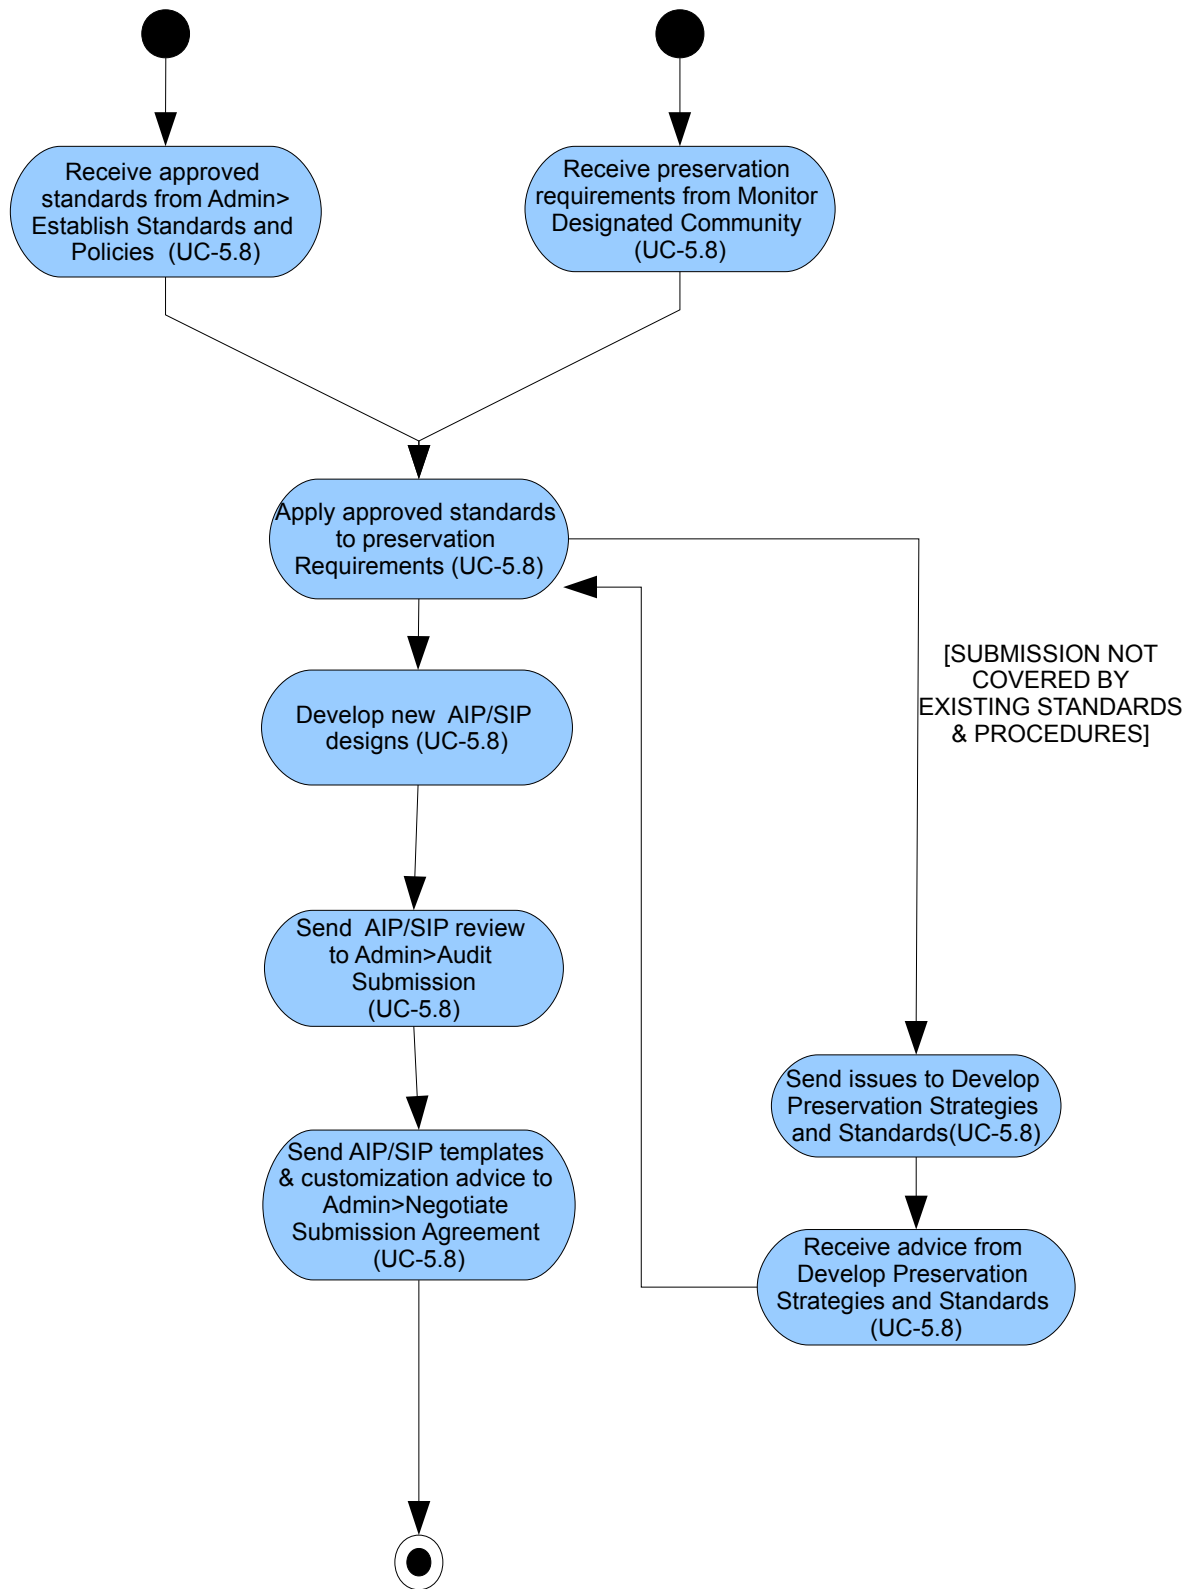 Receive approved
standards from Admin>
Establish Standards and
Policies  (UC-5.8)
Receive preservation
requirements from Monitor
Designated Community
(UC-5.8)
Apply approved standards
to preservation
Requirements (UC-5.8)
[SUBMISSION NOT
COVERED BY
EXISTING STANDARDS
& PROCEDURES]
Develop new  AIP/SIP
designs (UC-5.8)
Send  AIP/SIP review
to Admin>Audit
Submission
(UC-5.8)
Send issues to Develop
Preservation Strategies
and Standards(UC-5.8)
Send AIP/SIP templates
& customization advice to
Admin>Negotiate
Submission Agreement
(UC-5.8)
Receive advice from
Develop Preservation
Strategies and Standards
(UC-5.8)